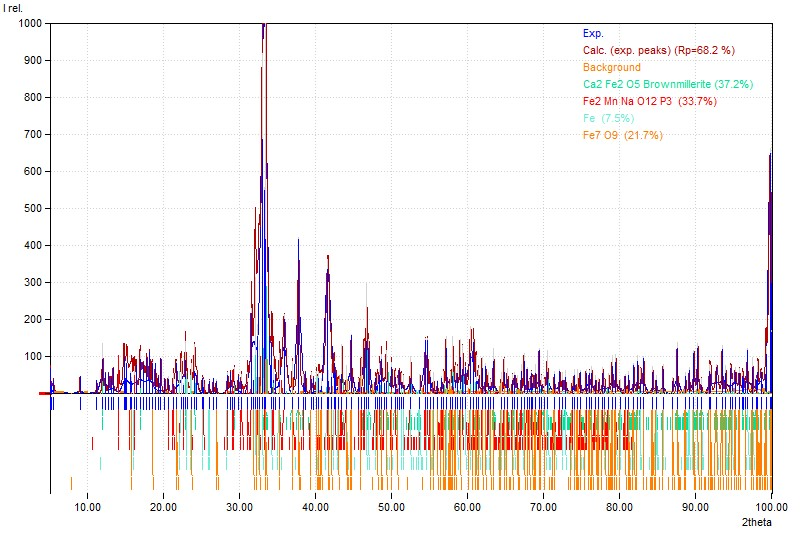 I rel.
1000
900
800
700
600
500
400
300
200
100
Exp.
Calc. (exp. peaks) (Rp=68.2 %)
Background
Ca2 Fe2 O5 Brownmillerite (37.2%)
Fe2 Mn Na O12 P3 (33.7%)
Fe (7.5%)
Fe7 O9 (21.7%)
10.00 20.00 30.00 40.00 50.00 60.00 70.00 80.00 90.00 100.00
2theta